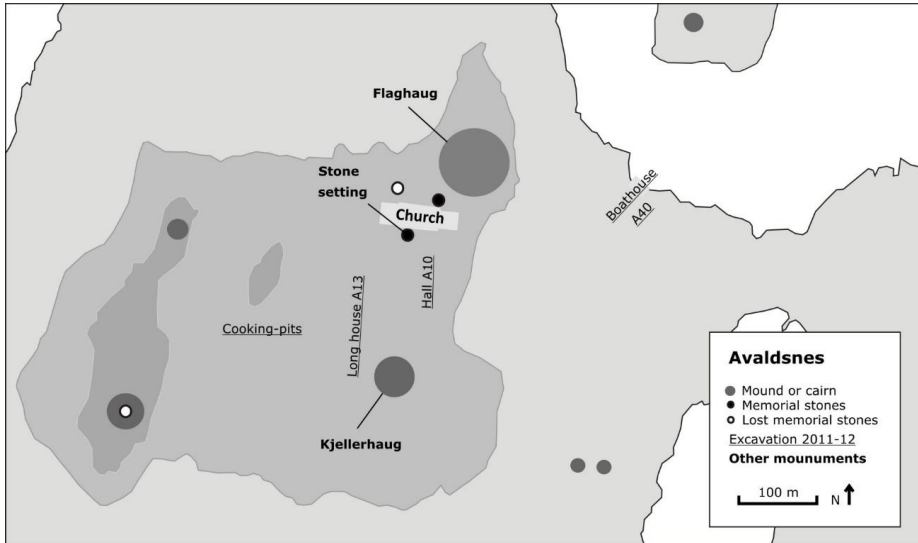 Flaghaug
Stone
setting
Church
Boathouse
A40
Hall A10
Long house A13
Cooking-pits
Kjellerhaug
Avaldsnes
Mound or cairn
Memorial stones
Lost memorial stones
Excavation 2011-12
Other mounuments
100 m
N